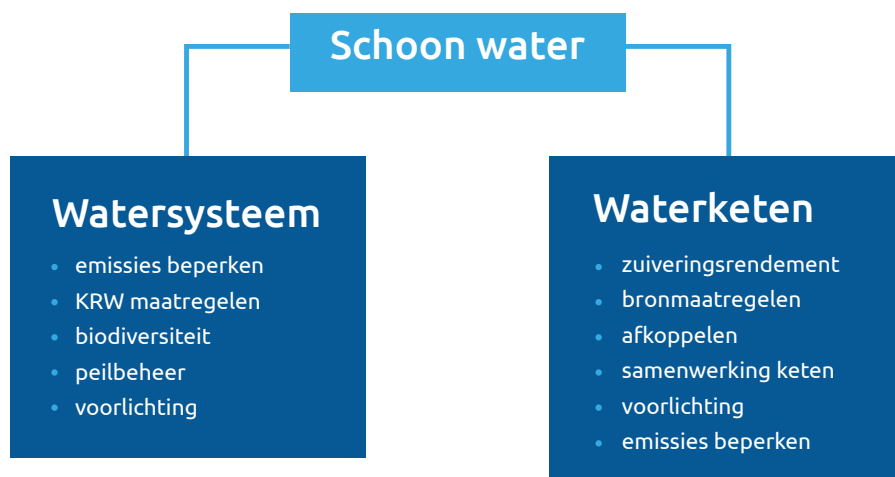 Schoon water
Watersysteem
• emissies beperken
• KRW maatregelen
• biodiversiteit
• peilbeheer
• voorlichting
Waterketen
• zuiveringsrendement
• bronmaatregelen
• afkoppelen
• samenwerking keten
• voorlichting
• emissies beperken